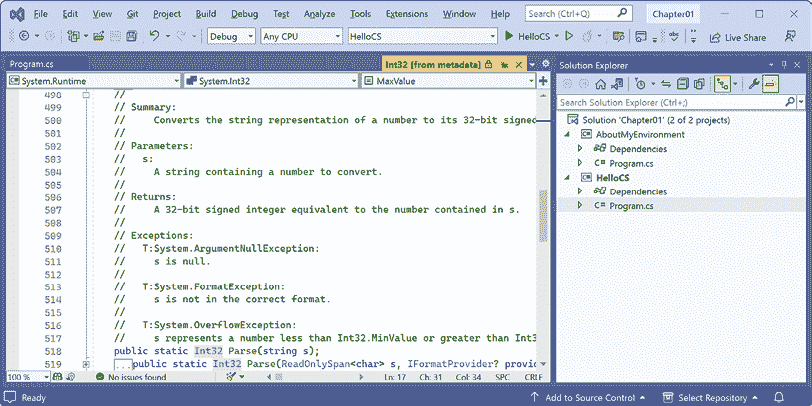 File Edit View Git Project Build Debug Test Analyze Tools Extensions Window Help Search (Ctrl+Q) Chapter01
Debug Any CPU HelloCS HelloCS Live Share
Program.cs Int32 [from metadata]
System.Runtime System.Int32 MaxValue
498 //
499 // Summary:
500 // Converts the string representation of a number to its 32-bit signed
501 //
502 // Parameters:
503 // s:
504 // A string containing a number to convert.
505 //
506 // Returns:
507 // A 32-bit signed integer equivalent to the number contained in s.
508 //
509 // Exceptions:
510 // T:System.ArgumentNullException:
511 // s is null.
512 //
513 // T:System.FormatException:
514 // s is not in the correct format.
515 //
516 // T:System.OverflowException:
517 // s represents a number less than Int32.MinValue or greater than Int3
518 public static Int32 Parse(string s);
519 ...public static Int32 Parse(ReadOnlySpan<char> s, IFormatProvider? provid
100 % No issues found Ln: 17 Ch: 31 Col: 34 SPC CRLF
Solution Explorer
Search Solution Explorer (Ctrl+;)
Solution 'Chapter01' (2 of 2 projects)
AboutMyEnvironment
Dependencies
C# Program.cs
HelloCS
Dependencies
C# Program.cs
Ready Add to Source Control Select Repository